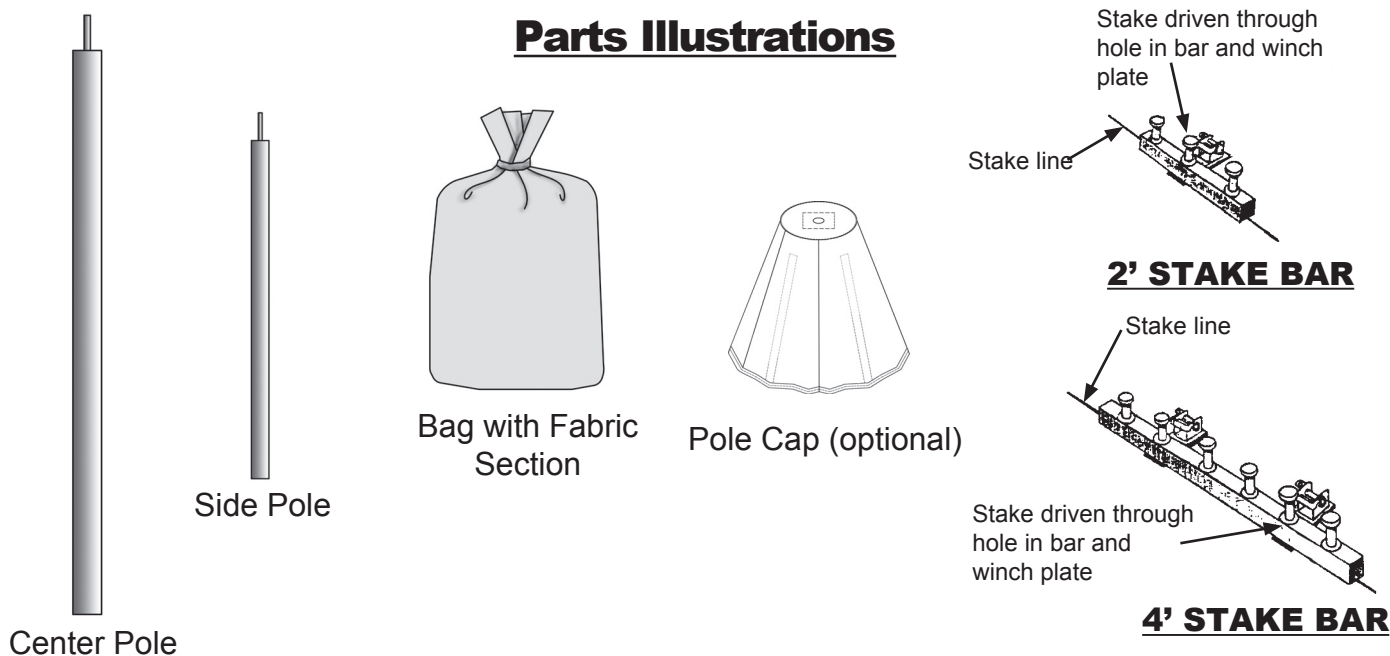 Parts Illustrations
Center Pole
Side Pole
Bag with Fabric
Section
Pole Cap (optional)
Stake driven through
hole in bar and winch
plate
Stake line
2’ STAKE BAR
Stake line
Stake driven through
hole in bar and
winch plate
4’ STAKE BAR